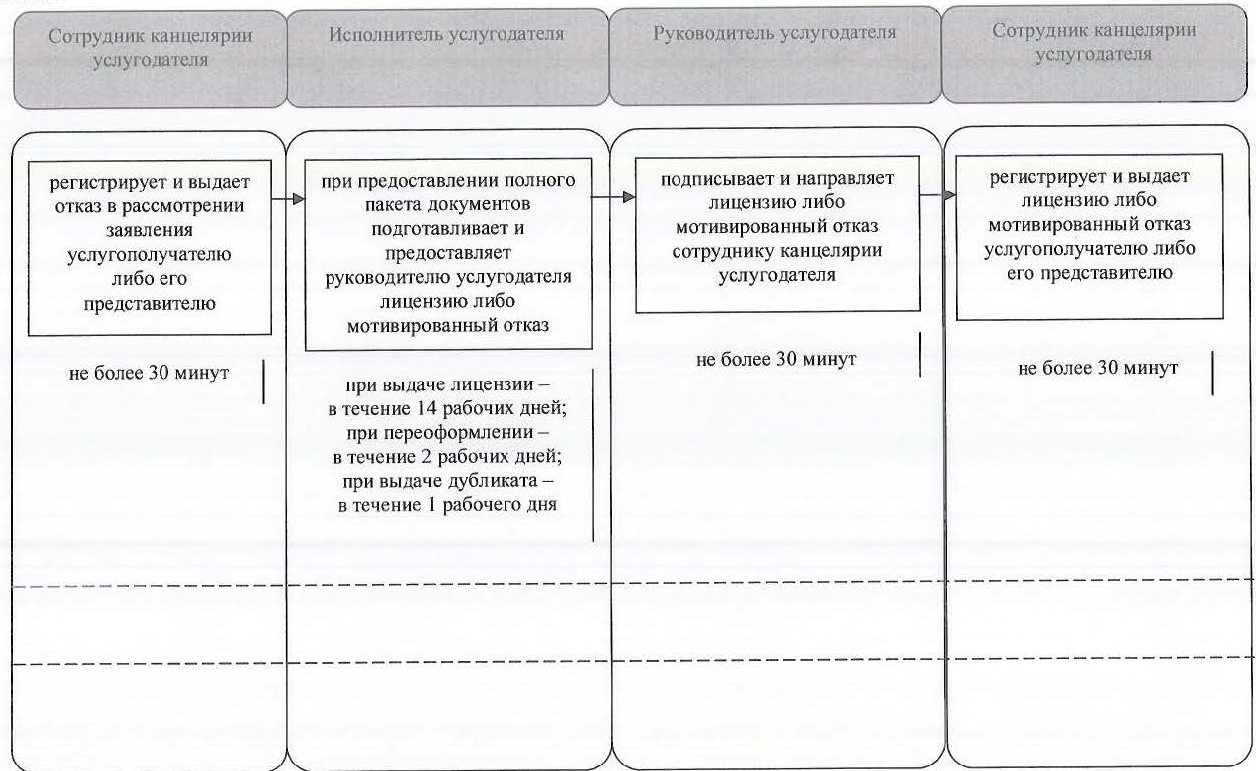 Сотрудник канцелярии
услугодателя
Исполнитель услугодателя
Руководитель услугодателя
Сотрудник канцелярии
услугодателя
регистрирует и выдает
отказ в рассмотрении
заявления
услугополучателю
либо его
представителю
не более 30 минут
при предоставлении полного
пакета документов
подготавливает и
предоставляет
руководителю услугодателя
лицензию либо
мотивированный отказ
при выдаче лицензии –
в течение 14 рабочих дней;
при переоформлении –
в течение 2 рабочих дней;
при выдаче дубликата –
в течение 1 рабочего дня
подписывает и направляет
лицензию либо
мотивированный отказ
сотруднику канцелярии
услугодателя
не более 30 минут
регистрирует и выдает
лицензию либо
мотивированный отказ
услугополучателю либо
его представителю
не более 30 минут